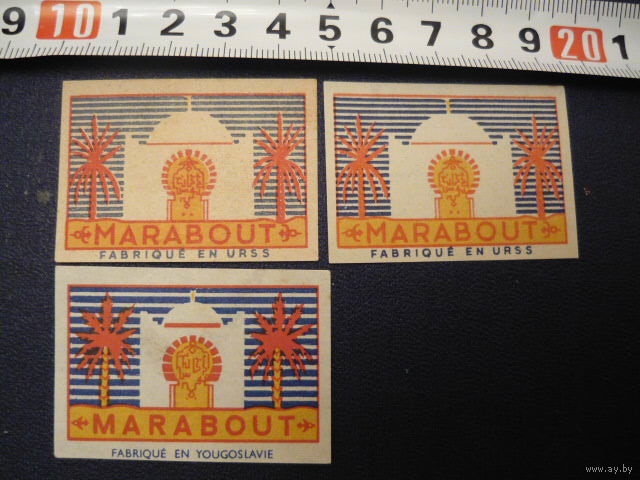 9 10 1 2 3 4 5 6 7 8 9 20 1
MARABOUT
FABRIQUÉ EN URSS
MARABOUT
FABRIQUÉ EN URSS
MARABOUT
FABRIQUÉ EN YOUGOSLAVIE
www.ay.by